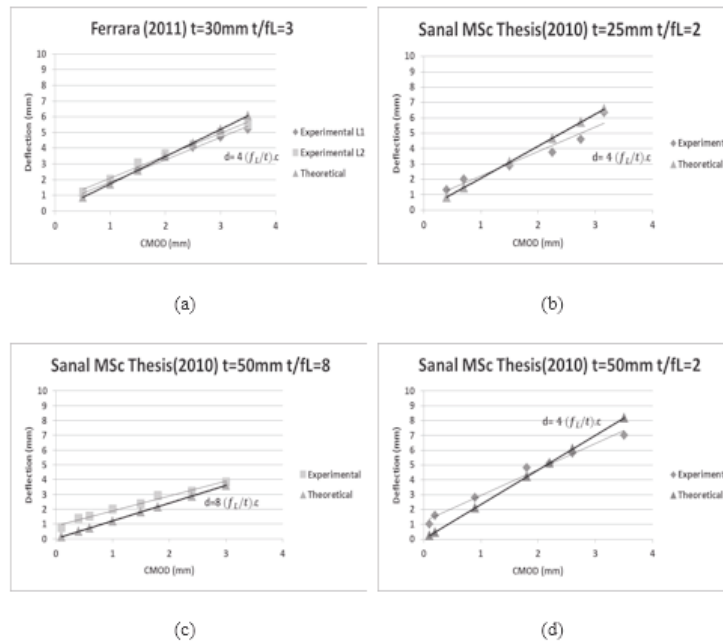 Ferrara (2011) t=30mm t/fL=3
Deflection (mm)
10
9
8
7
6
5
4
3
2
1
0
0 1 2 3 4
CMOD (mm)
d= 4 (f_L/t).ε
Experimental L1
Experimental L2
Theoretical
(a)
Sanal MSc Thesis(2010) t=25mm t/fL=2
Deflection (mm)
10
9
8
7
6
5
4
3
2
1
0
0 1 2 3 4
CMOD (mm)
d= 4 (f_L/t).ε
Experiment
Theoretical
(b)
Sanal MSc Thesis(2010) t=50mm t/fL=8
Deflection (mm)
10
9
8
7
6
5
4
3
2
1
0
0 1 2 3 4
CMOD (mm)
d=8 (f_L/t).ε
Experimental
Theoretical
(c)
Sanal MSc Thesis(2010) t=50mm t/fL=2
Deflection (mm)
10
9
8
7
6
5
4
3
2
1
0
0 1 2 3 4
CMOD (mm)
d= 4 (f_L/t).ε
Experiment
Theoretical
(d)